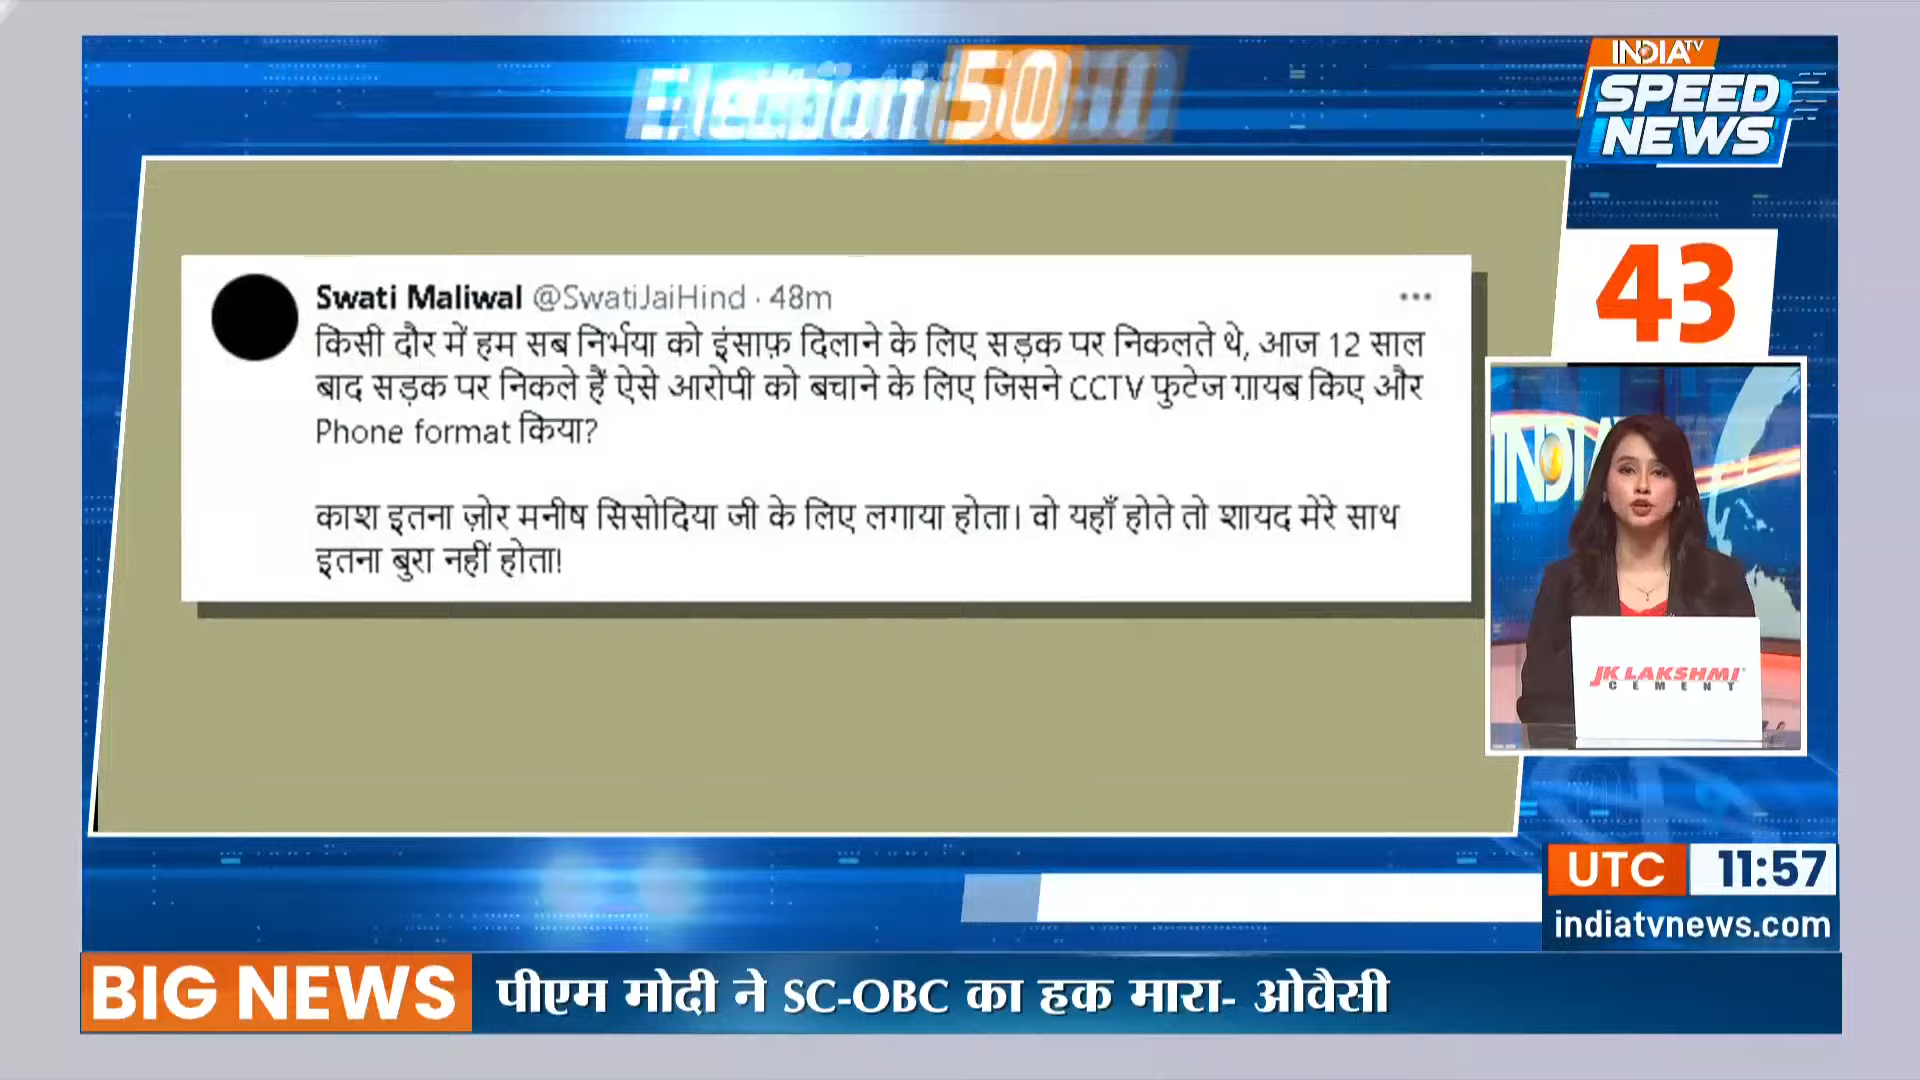 Election 50
INDIA TV
SPEED
NEWS
43
Swati Maliwal @SwatiJaiHind · 48m
किसी दौर में हम सब निर्भया को इंसाफ़ दिलाने के लिए सड़क पर निकलते थे, आज 12 साल
बाद सड़क पर निकले हैं ऐसे आरोपी को बचाने के लिए जिसने CCTV फुटेज ग़ायब किए और
Phone format किया?
काश इतना ज़ोर मनीष सिसोदिया जी के लिए लगाया होता। वो यहाँ होते तो शायद मेरे साथ
इतना बुरा नहीं होता!
JK LAKSHMI
CEMENT
UTC 11:57
indiatvnews.com
BIG NEWS पीएम मोदी ने SC-OBC का हक मारा- ओवैसी